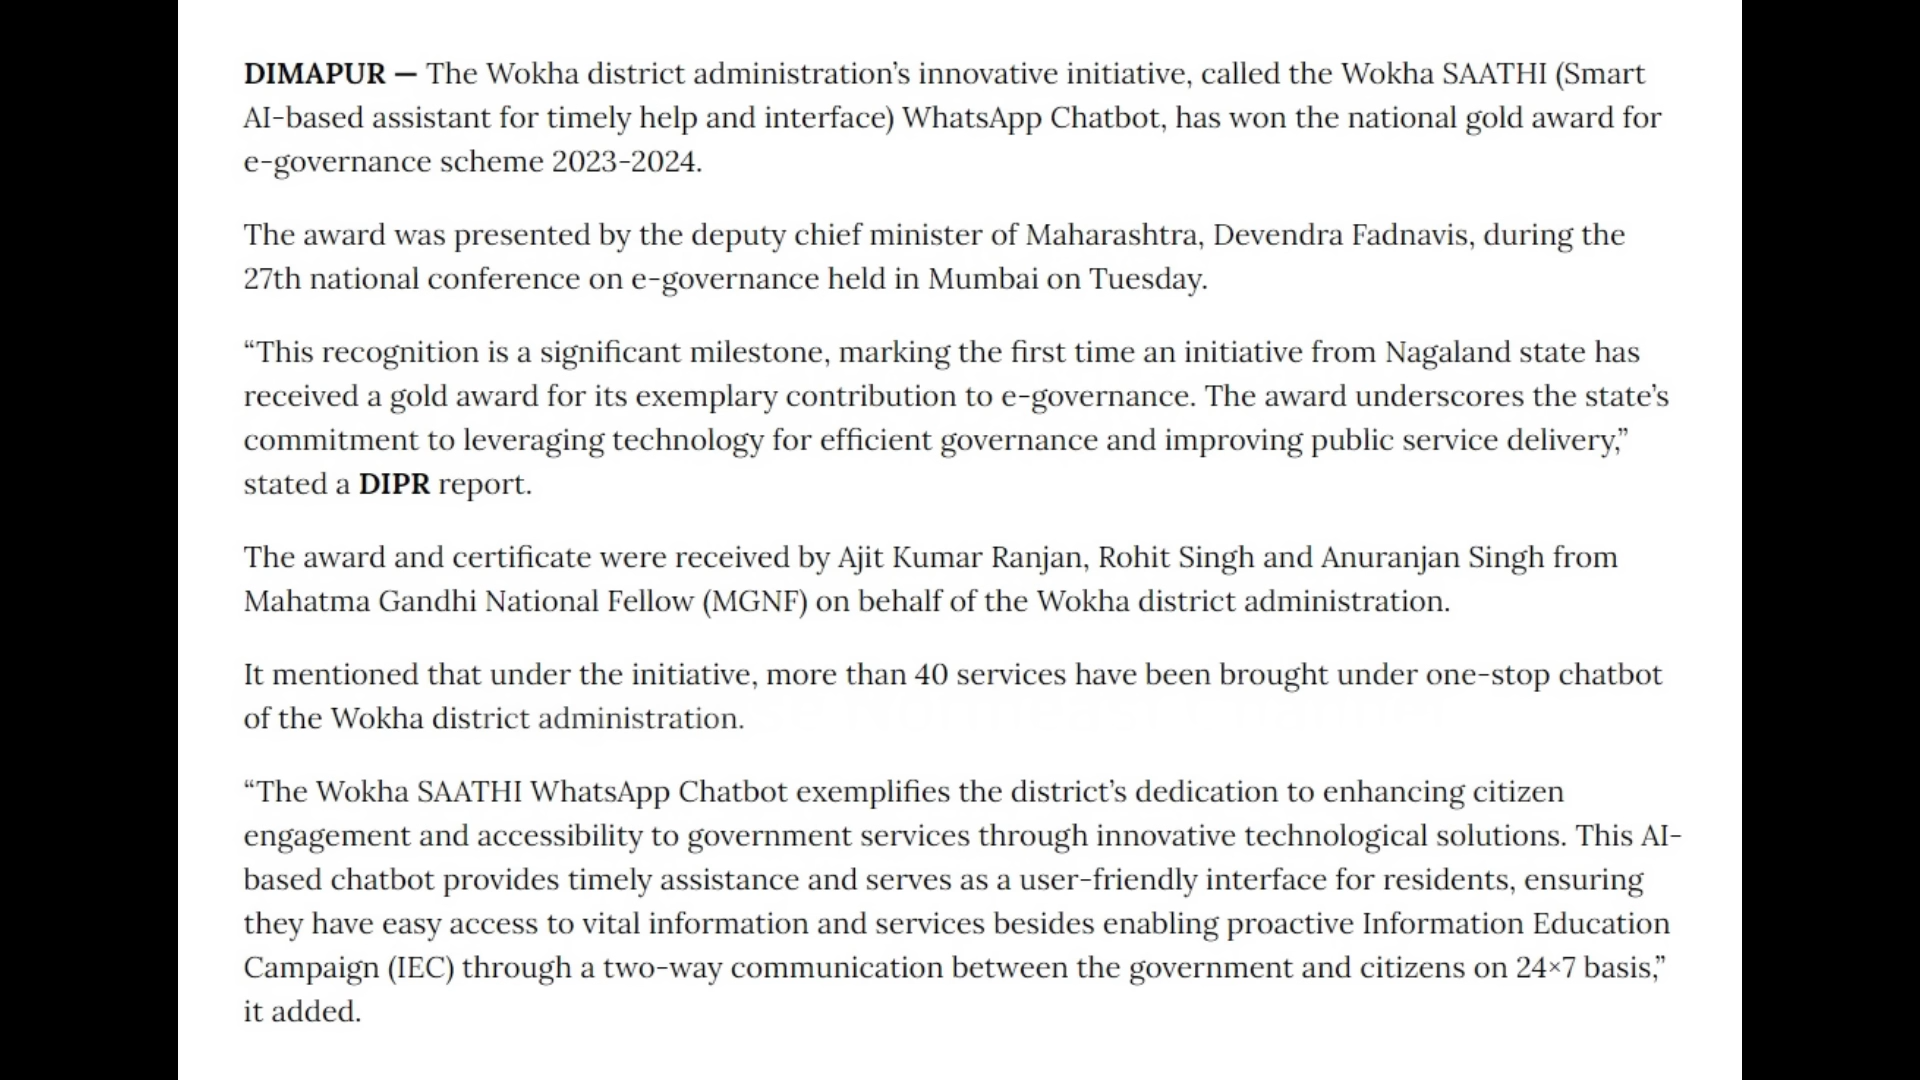 DIMAPUR — The Wokha district administration’s innovative initiative, called the Wokha SAATHI (Smart
AI-based assistant for timely help and interface) WhatsApp Chatbot, has won the national gold award for
e-governance scheme 2023-2024.
The award was presented by the deputy chief minister of Maharashtra, Devendra Fadnavis, during the
27th national conference on e-governance held in Mumbai on Tuesday.
“This recognition is a significant milestone, marking the first time an initiative from Nagaland state has
received a gold award for its exemplary contribution to e-governance. The award underscores the state’s
commitment to leveraging technology for efficient governance and improving public service delivery,”
stated a DIPR report.
The award and certificate were received by Ajit Kumar Ranjan, Rohit Singh and Anuranjan Singh from
Mahatma Gandhi National Fellow (MGNF) on behalf of the Wokha district administration.
It mentioned that under the initiative, more than 40 services have been brought under one-stop chatbot
of the Wokha district administration.
“The Wokha SAATHI WhatsApp Chatbot exemplifies the district’s dedication to enhancing citizen
engagement and accessibility to government services through innovative technological solutions. This AI-
based chatbot provides timely assistance and serves as a user-friendly interface for residents, ensuring
they have easy access to vital information and services besides enabling proactive Information Education
Campaign (IEC) through a two-way communication between the government and citizens on 24×7 basis,”
it added.